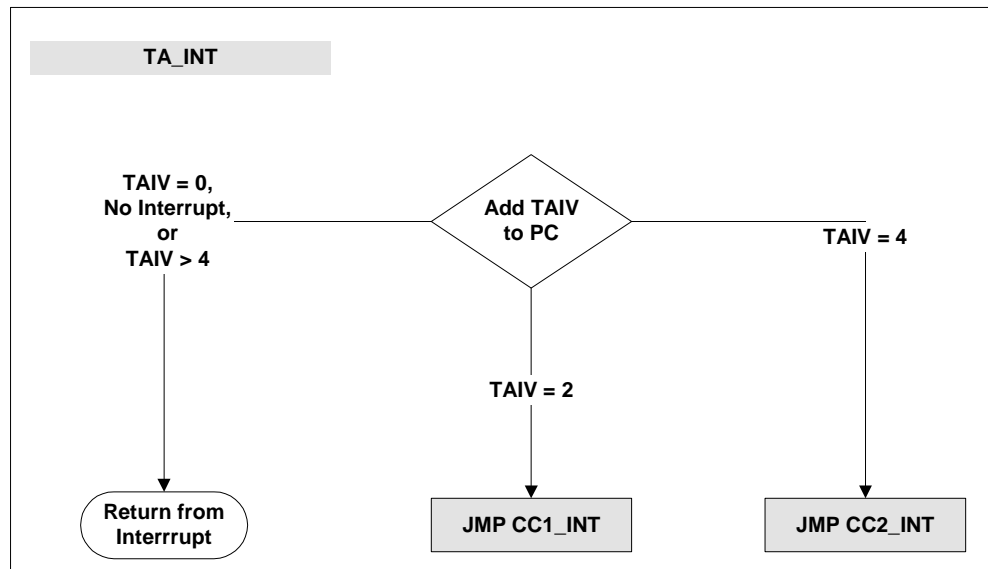 TA_INT
TAIV = 0,
No Interrupt,
or
TAIV > 4
Add TAIV
to PC
TAIV = 4
TAIV = 2
Return from
Interrrupt
JMP CC1_INT
JMP CC2_INT